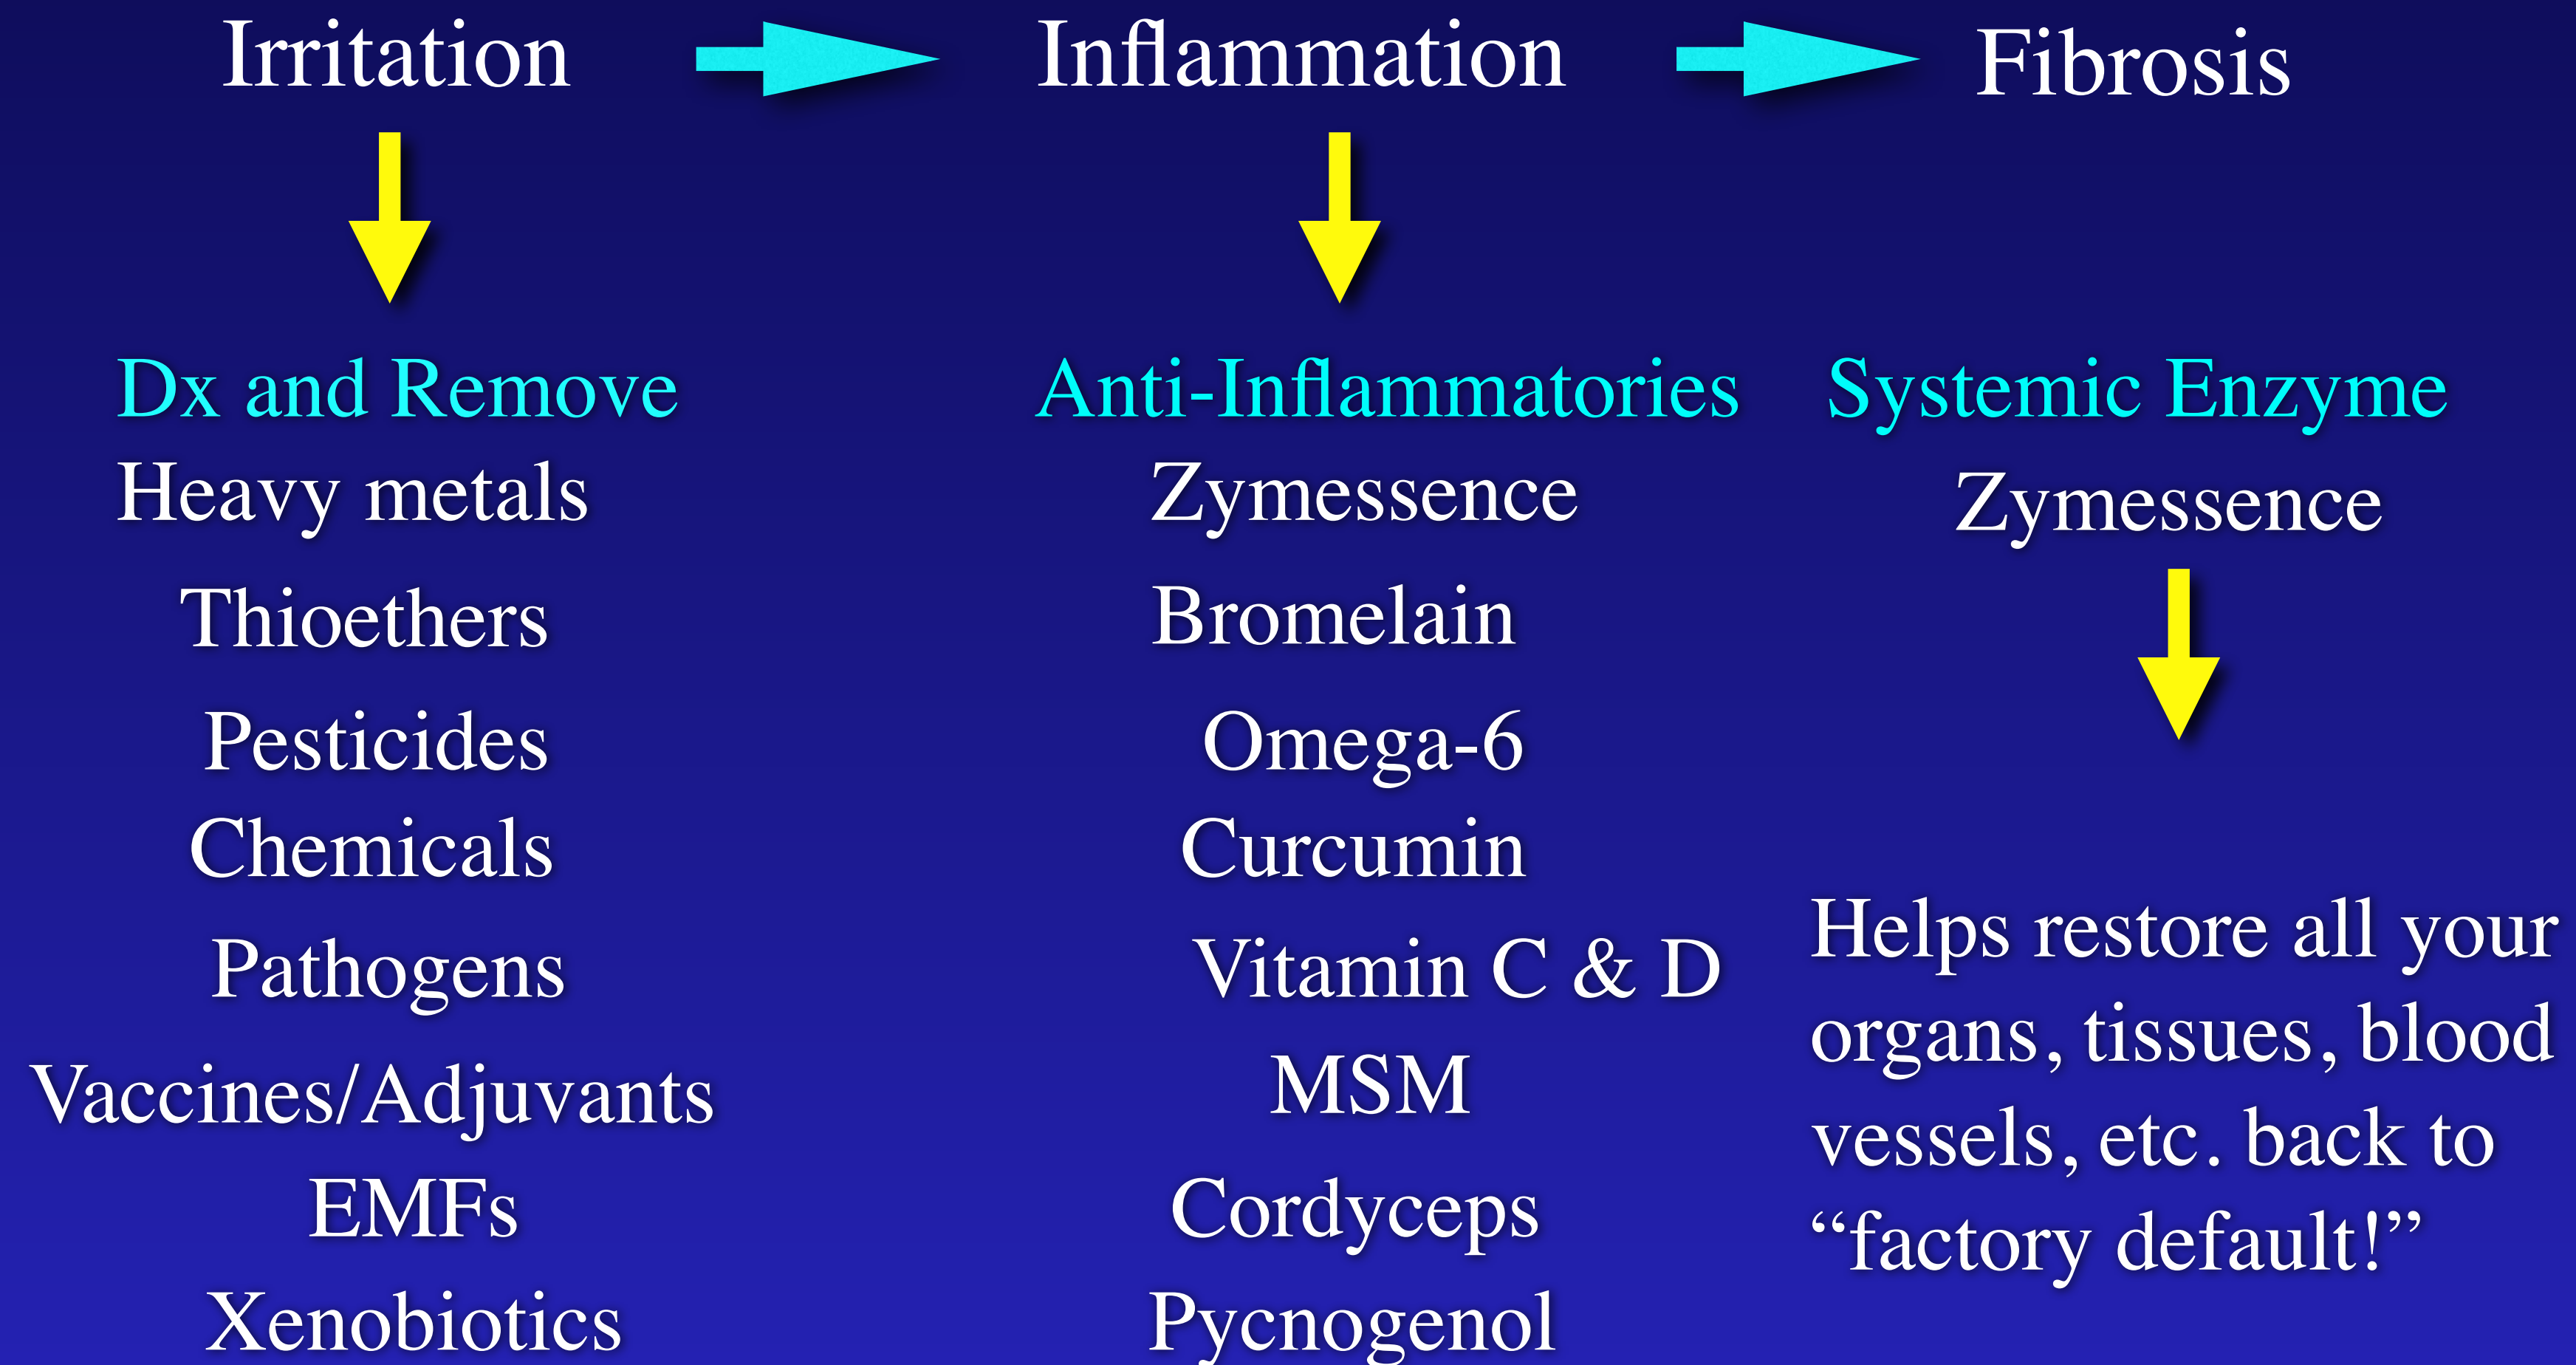 Irritation
Inflammation
Fibrosis
Dx and Remove
Heavy metals
Thioethers
Pesticides
Chemicals
Pathogens
Vaccines/Adjuvants
EMFs
Xenobiotics
Anti-Inflammatories
Zymessence
Bromelain
Omega-6
Curcumin
Vitamin C & D
MSM
Cordyceps
Pycnogenol
Systemic Enzyme
Zymessence
Helps restore all your
organs, tissues, blood
vessels, etc. back to
“factory default!”